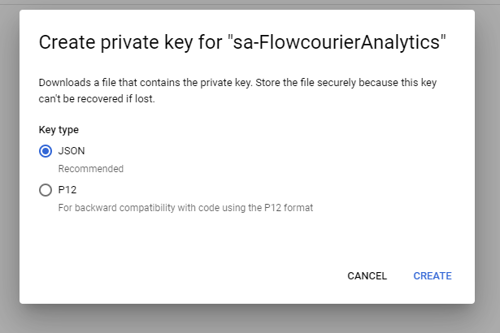 Create private key for "sa-FlowcourierAnalytics"
Downloads a file that contains the private key. Store the file securely because this key
can't be recovered if lost.
Key type
JSON
Recommended
P12
For backward compatibility with code using the P12 format
CANCEL CREATE